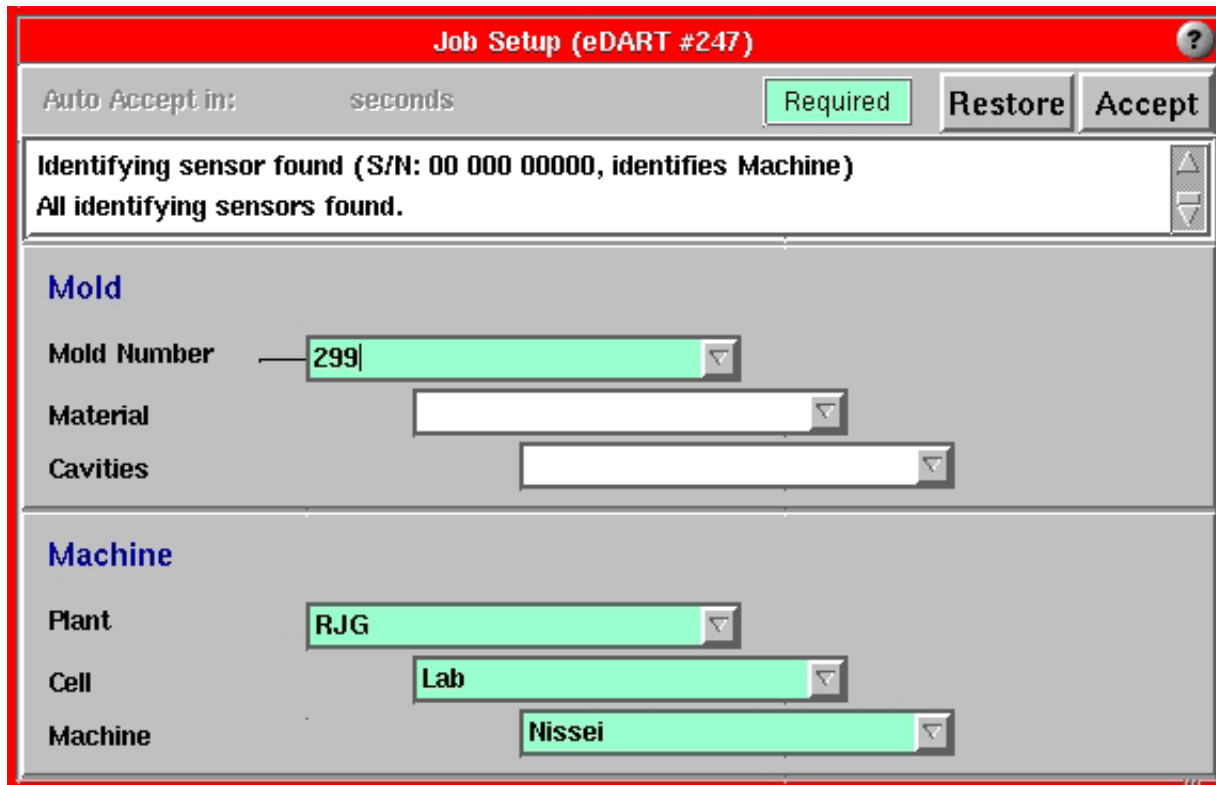 Job Setup (eDART #247) ?
Auto Accept in: seconds Required Restore Accept
Identifying sensor found (S/N: 00 000 00000, identifies Machine)
All identifying sensors found.
Mold
Mold Number 299
Material
Cavities
Machine
Plant RJG
Cell Lab
Machine Nissei